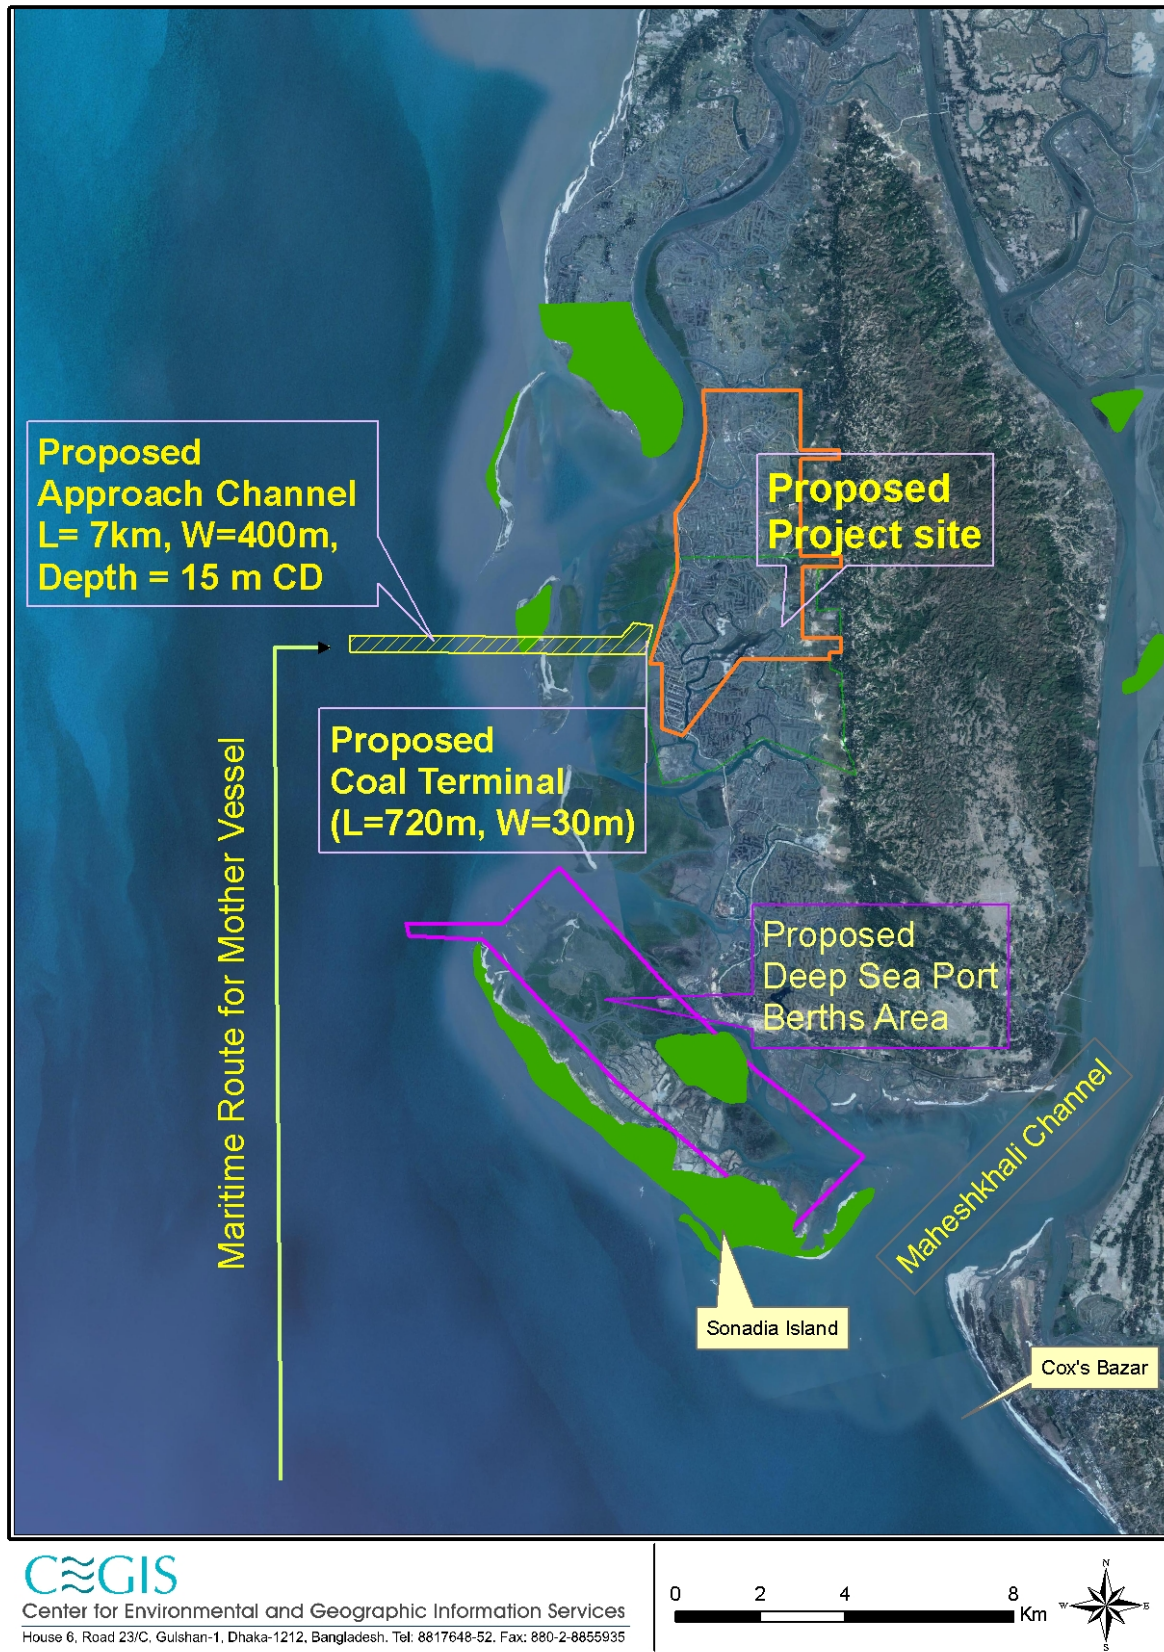 Proposed
Approach Channel
L= 7km, W=400m,
Depth = 15 m CD
Proposed
Project site
Proposed
Coal Terminal
(L=720m, W=30m)
Maritime Route for Mother Vessel
Proposed
Deep Sea Port
Berths Area
Maheshkhali Channel
Sonadia Island
Cox's Bazar
CEGIS
Center for Environmental and Geographic Information Services
House 6, Road 23/C, Gulshan-1, Dhaka-1212, Bangladesh. Tel: 8817648-52. Fax: 880-2-8855935
0 2 4 8 Km
N
W E
S